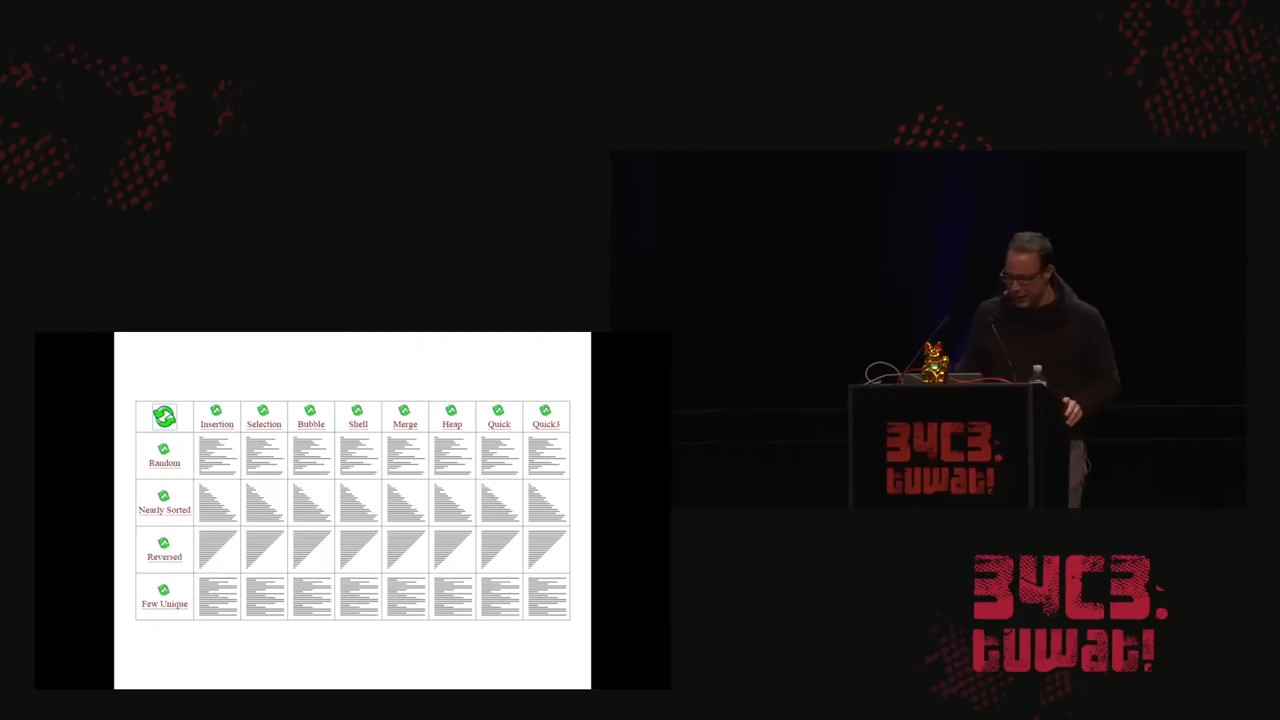 Insertion Selection Bubble Shell Merge Heap Quick Quick3
Random
Nearly Sorted
Reversed
Few Unique
34C3:
tuwat!
34C3:
tuwat!